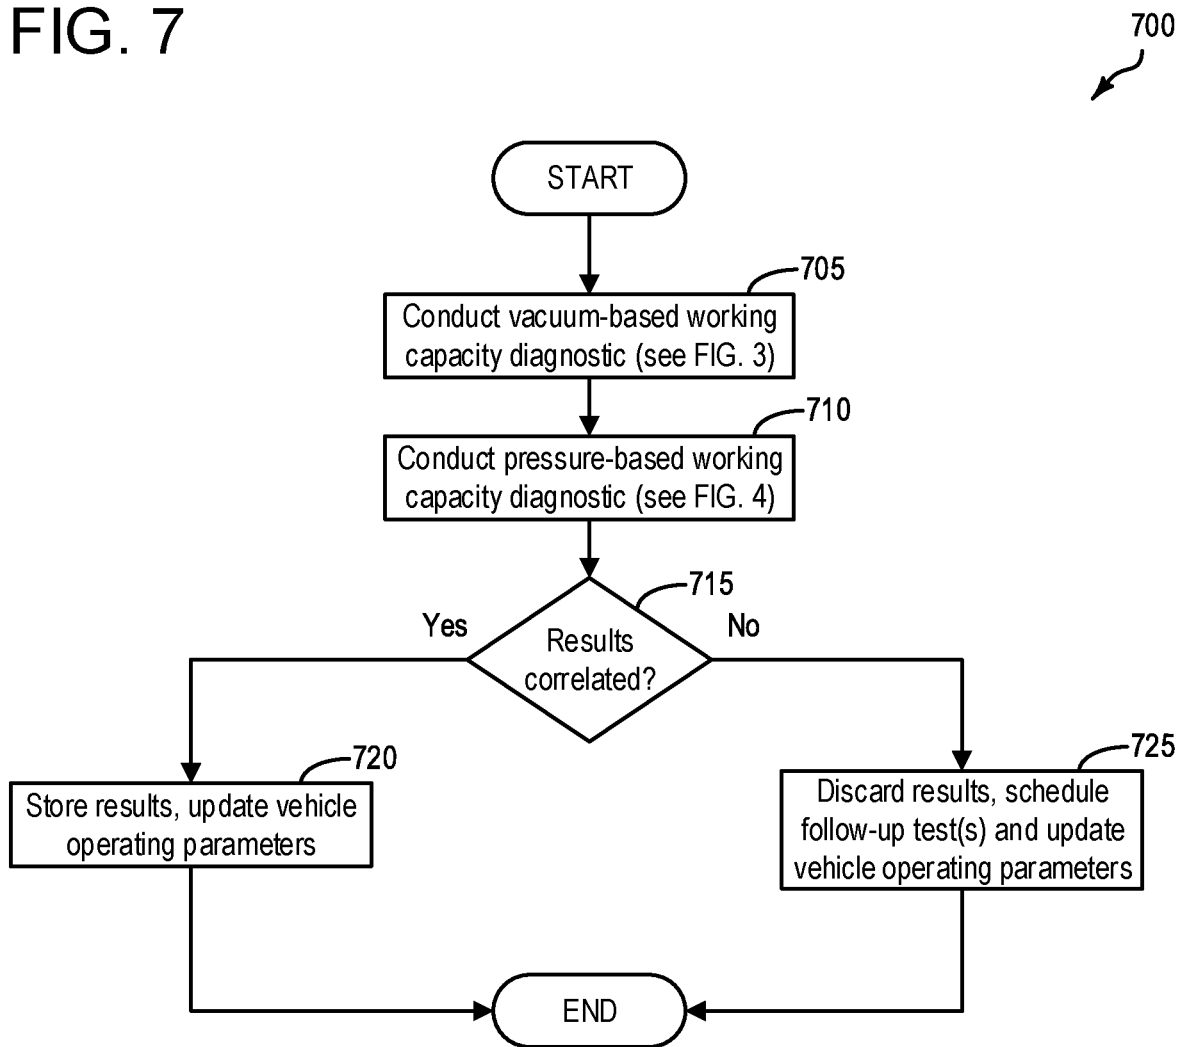 FIG. 7
700
START
705
Conduct vacuum-based working
capacity diagnostic (see FIG. 3)
710
Conduct pressure-based working
capacity diagnostic (see FIG. 4)
715
Yes
No
Results
correlated?
720
Store results, update vehicle
operating parameters
725
Discard results, schedule
follow-up test(s) and update
vehicle operating parameters
END